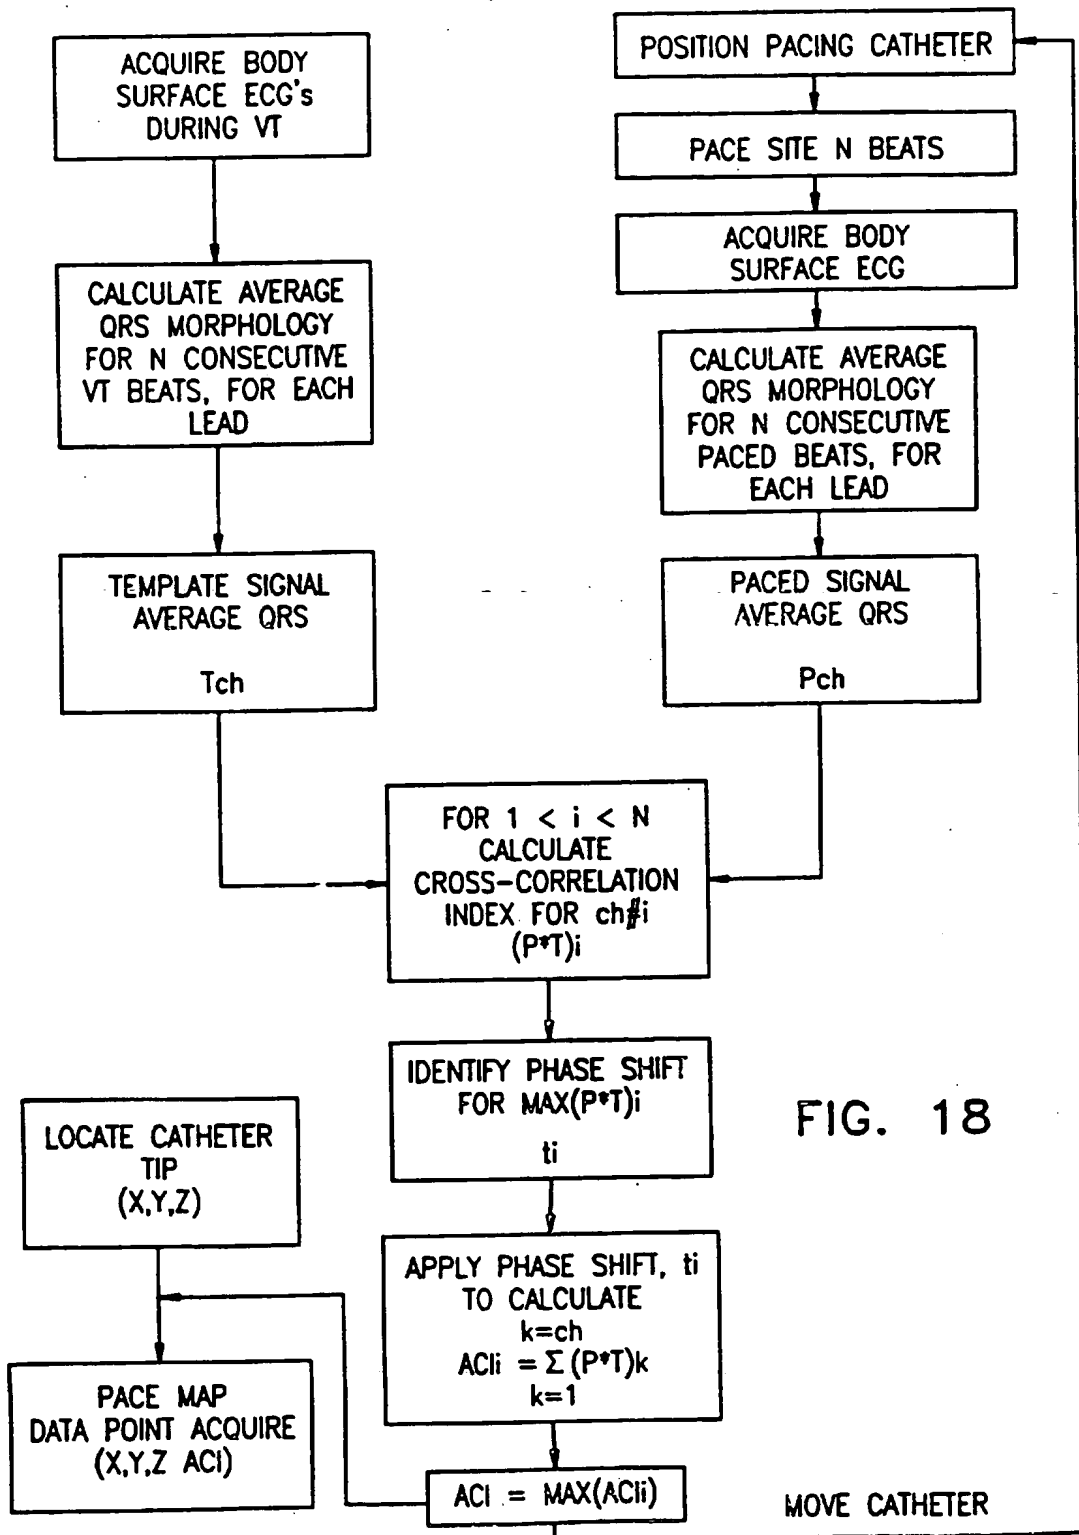 ACQUIRE BODY
SURFACE ECG's
DURING VT
CALCULATE AVERAGE
QRS MORPHOLOGY
FOR N CONSECUTIVE
VT BEATS, FOR EACH
LEAD
TEMPLATE SIGNAL
AVERAGE QRS
Tch
POSITION PACING CATHETER
PACE SITE N BEATS
ACQUIRE BODY
SURFACE ECG
CALCULATE AVERAGE
QRS MORPHOLOGY
FOR N CONSECUTIVE
PACED BEATS, FOR
EACH LEAD
PACED SIGNAL
AVERAGE QRS
Pch
FOR 1 < i < N
CALCULATE
CROSS-CORRELATION
INDEX FOR ch#i
(P*T)i
IDENTIFY PHASE SHIFT
FOR MAX(P*T)i
ti
FIG. 18
APPLY PHASE SHIFT, ti
TO CALCULATE
k=ch
ACIi = Σ (P*T)k
k=1
ACI = MAX(ACIi)
LOCATE CATHETER
TIP
(X,Y,Z)
PACE MAP
DATA POINT ACQUIRE
(X,Y,Z ACI)
MOVE CATHETER